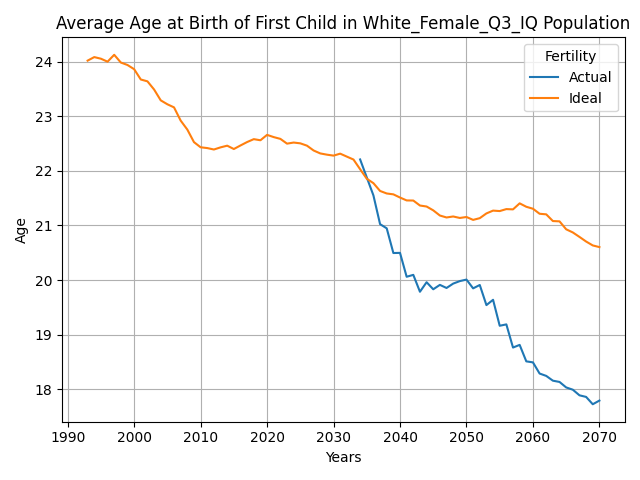 Average Age at Birth of First Child in White_Female_Q3_IQ Population
Fertility
Actual
Ideal
Age
24
23
22
21
20
19
18
1990 2000 2010 2020 2030 2040 2050 2060 2070
Years